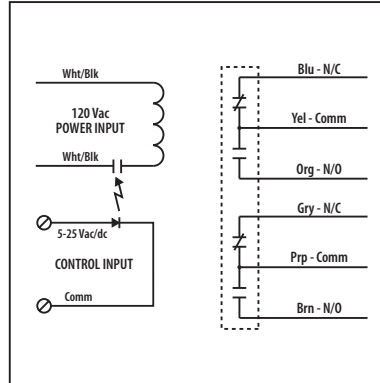 Wht/Blk
120 Vac
POWER INPUT
Wht/Blk
5-25 Vac/dc
CONTROL INPUT
Comm
Blu - N/C
Yel - Comm
Org - N/O
Gry - N/C
Prp - Comm
Brn - N/O